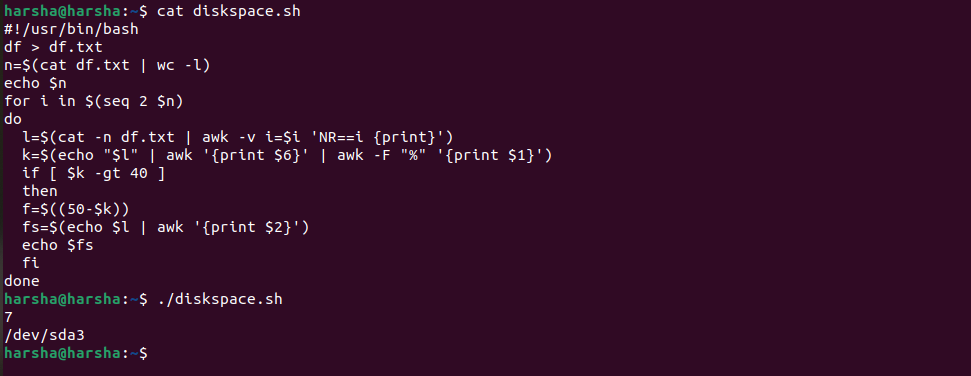 harsha@harsha:~$ cat diskspace.sh
#!/usr/bin/bash
df > df.txt
n=$(cat df.txt | wc -l)
echo $n
for i in $(seq 2 $n)
do
  l=$(cat -n df.txt | awk -v i=$i 'NR==i {print}')
  k=$(echo "$l" | awk '{print $6}' | awk -F "%" '{print $1}')
  if [ $k -gt 40 ]
  then
  f=$((50-$k))
  fs=$(echo $l | awk '{print $2}')
  echo $fs
  fi
done
harsha@harsha:~$ ./diskspace.sh
7
/dev/sda3
harsha@harsha:~$